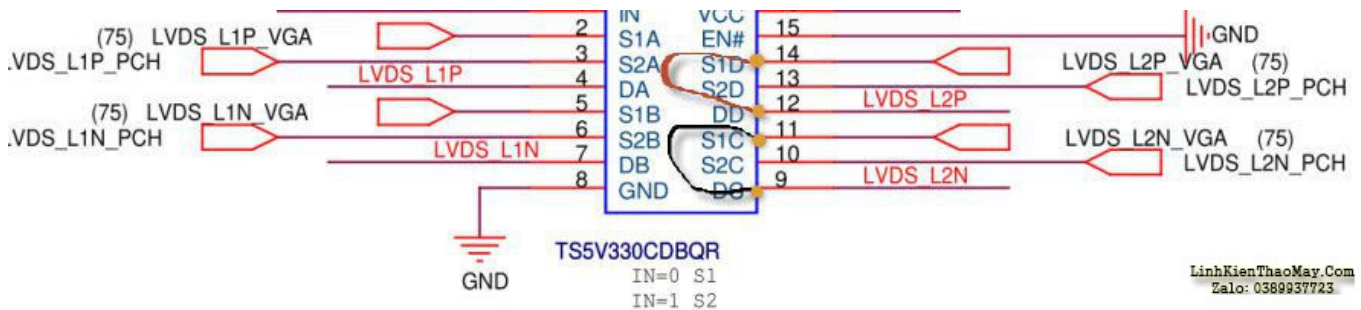 IN VCC
2 S1A EN# 15
(75) LVDS_L1P_VGA
3 S2A S1D 14
GND
.VDS_L1P_PCH
LVDS_L2P_VGA (75)
LVDS_L1P 4 DA S2D 13
LVDS_L2P_PCH
(75) LVDS_L1N_VGA
5 S1B DD 12 LVDS_L2P
.VDS_L1N_PCH
6 S2B S1C 11
LVDS_L2N_VGA (75)
LVDS_L1N 7 DB S2C 10
LVDS_L2N_PCH
8 GND DC 9 LVDS_L2N
TS5V330CDBQR
GND
IN=0 S1
IN=1 S2
LinhKienThaoMay.Com
Zalo: 0389937723